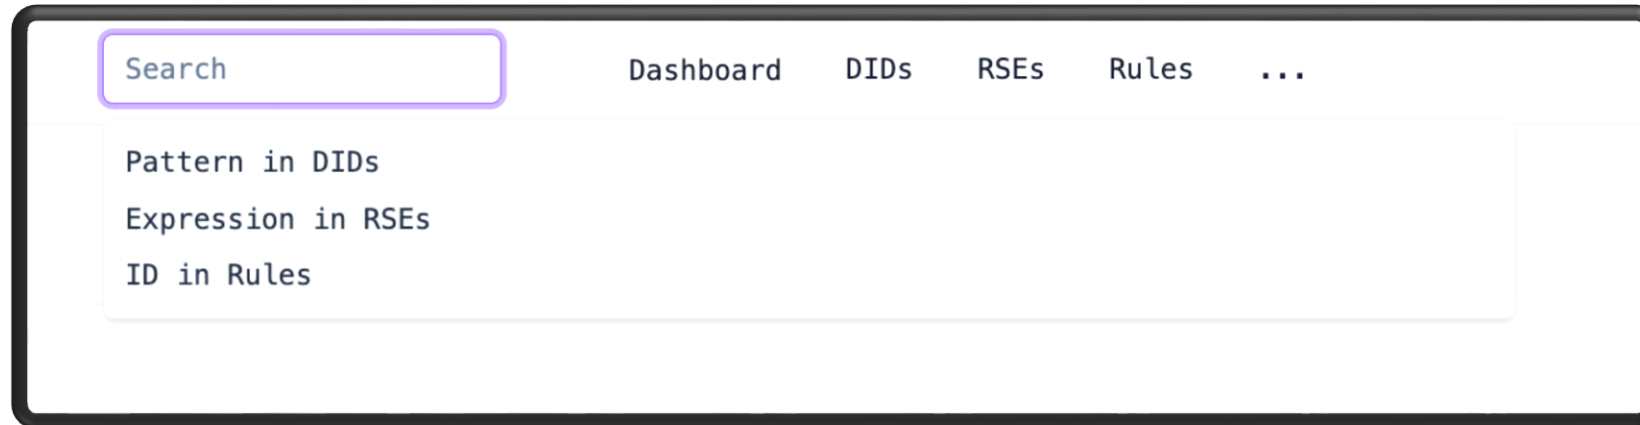 Search Dashboard DIDs RSEs Rules ...
Pattern in DIDs
Expression in RSEs
ID in Rules